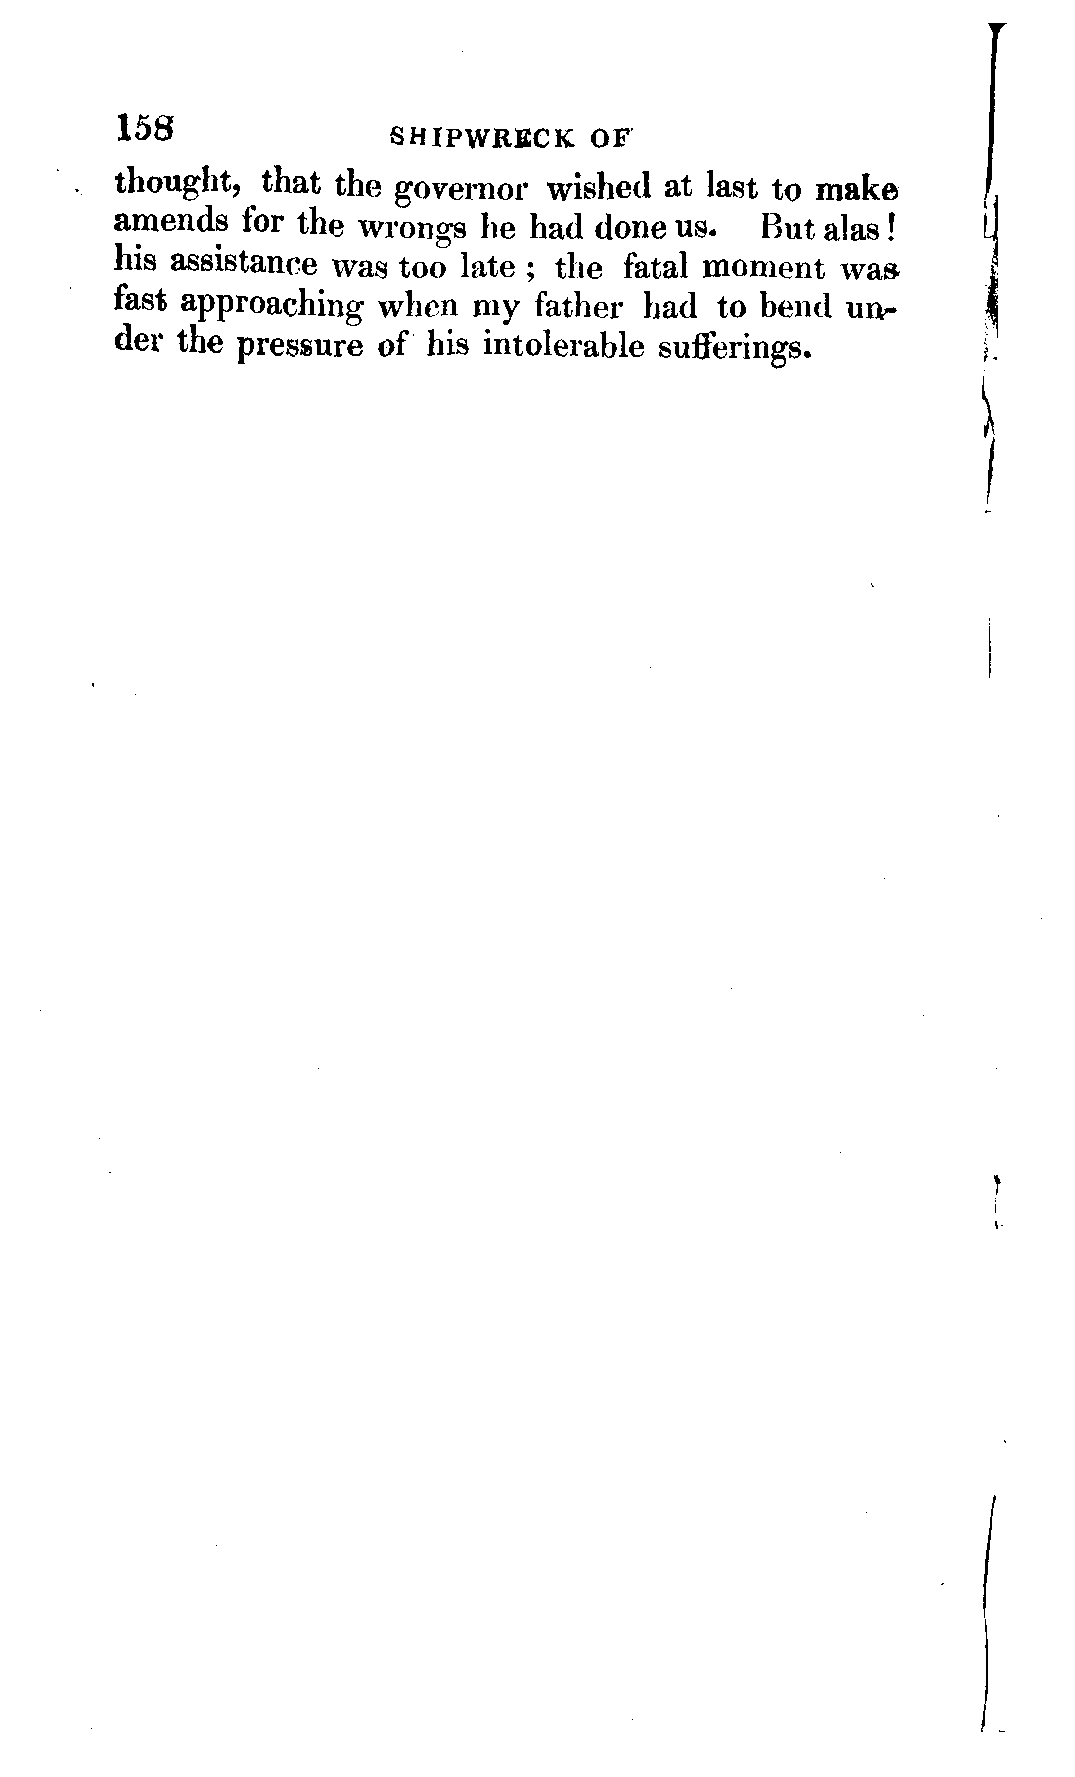 158 SHIPWRECK OF
thought, that the governor wished at last to make
amends for the wrongs he had done us. But alas!
his assistance was too late ; the fatal moment was
fast approaching when my father had to bend un-
der the pressure of his intolerable sufferings.